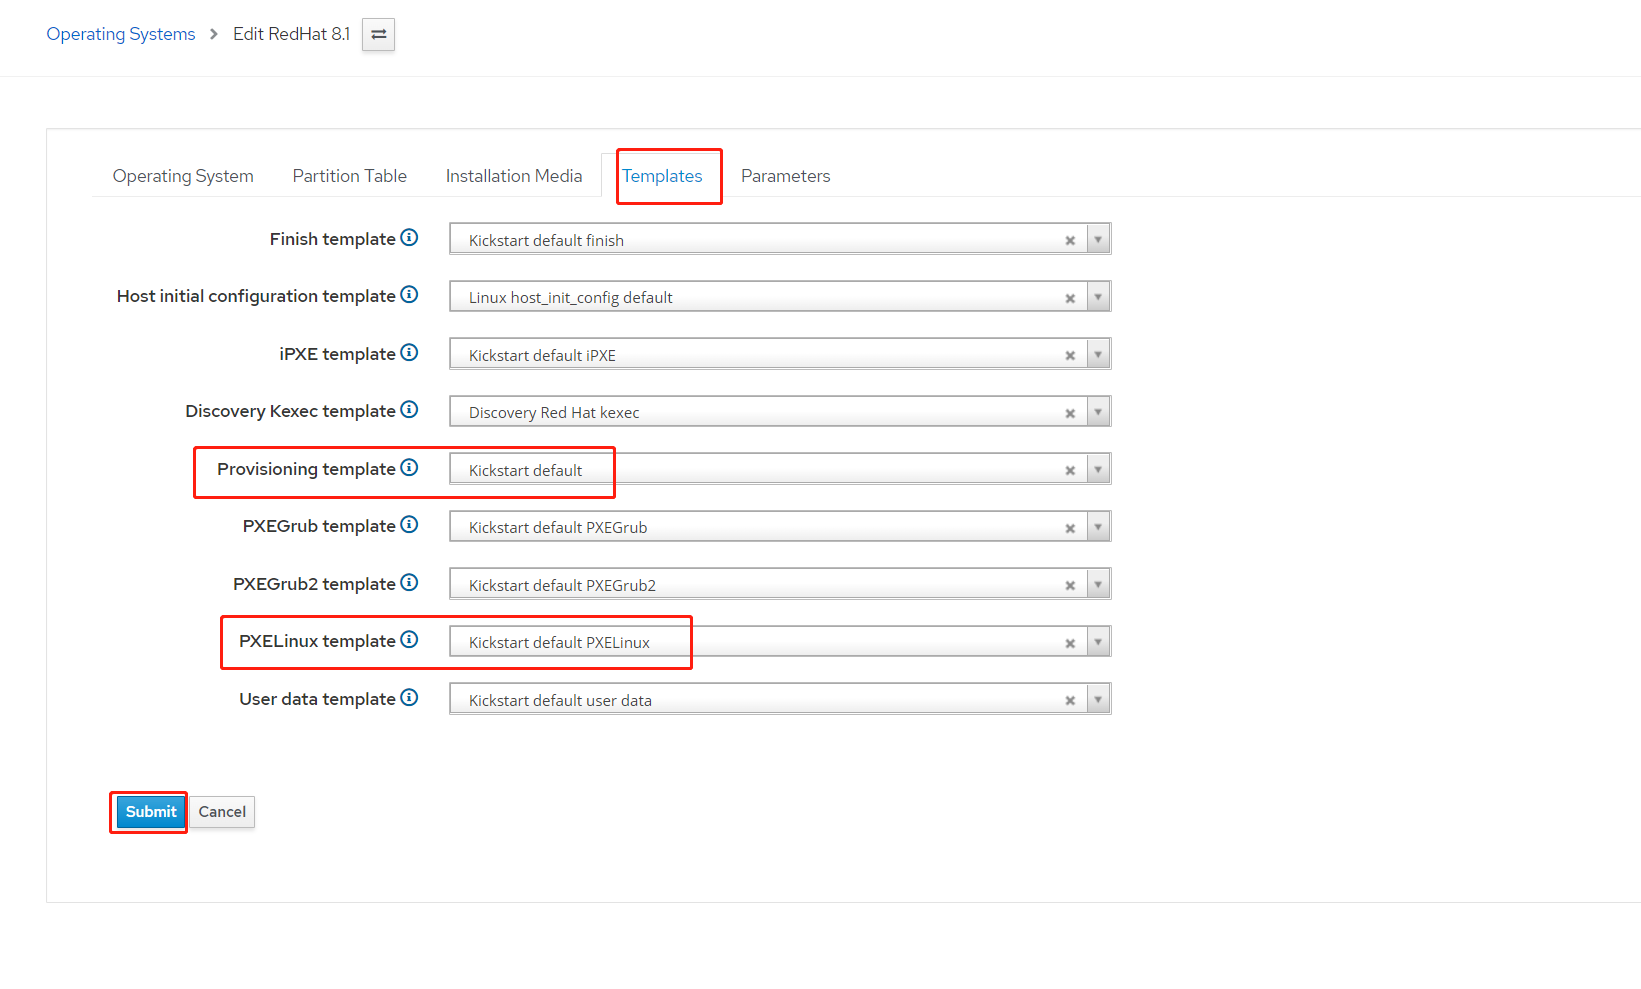 Operating Systems > Edit RedHat 8.1
Operating System Partition Table Installation Media Templates Parameters
Finish template Kickstart default finish
Host initial configuration template Linux host_init_config default
iPXE template Kickstart default iPXE
Discovery Kexec template Discovery Red Hat kexec
Provisioning template Kickstart default
PXEGrub template Kickstart default PXEGrub
PXEGrub2 template Kickstart default PXEGrub2
PXELinux template Kickstart default PXELinux
User data template Kickstart default user data
Submit Cancel